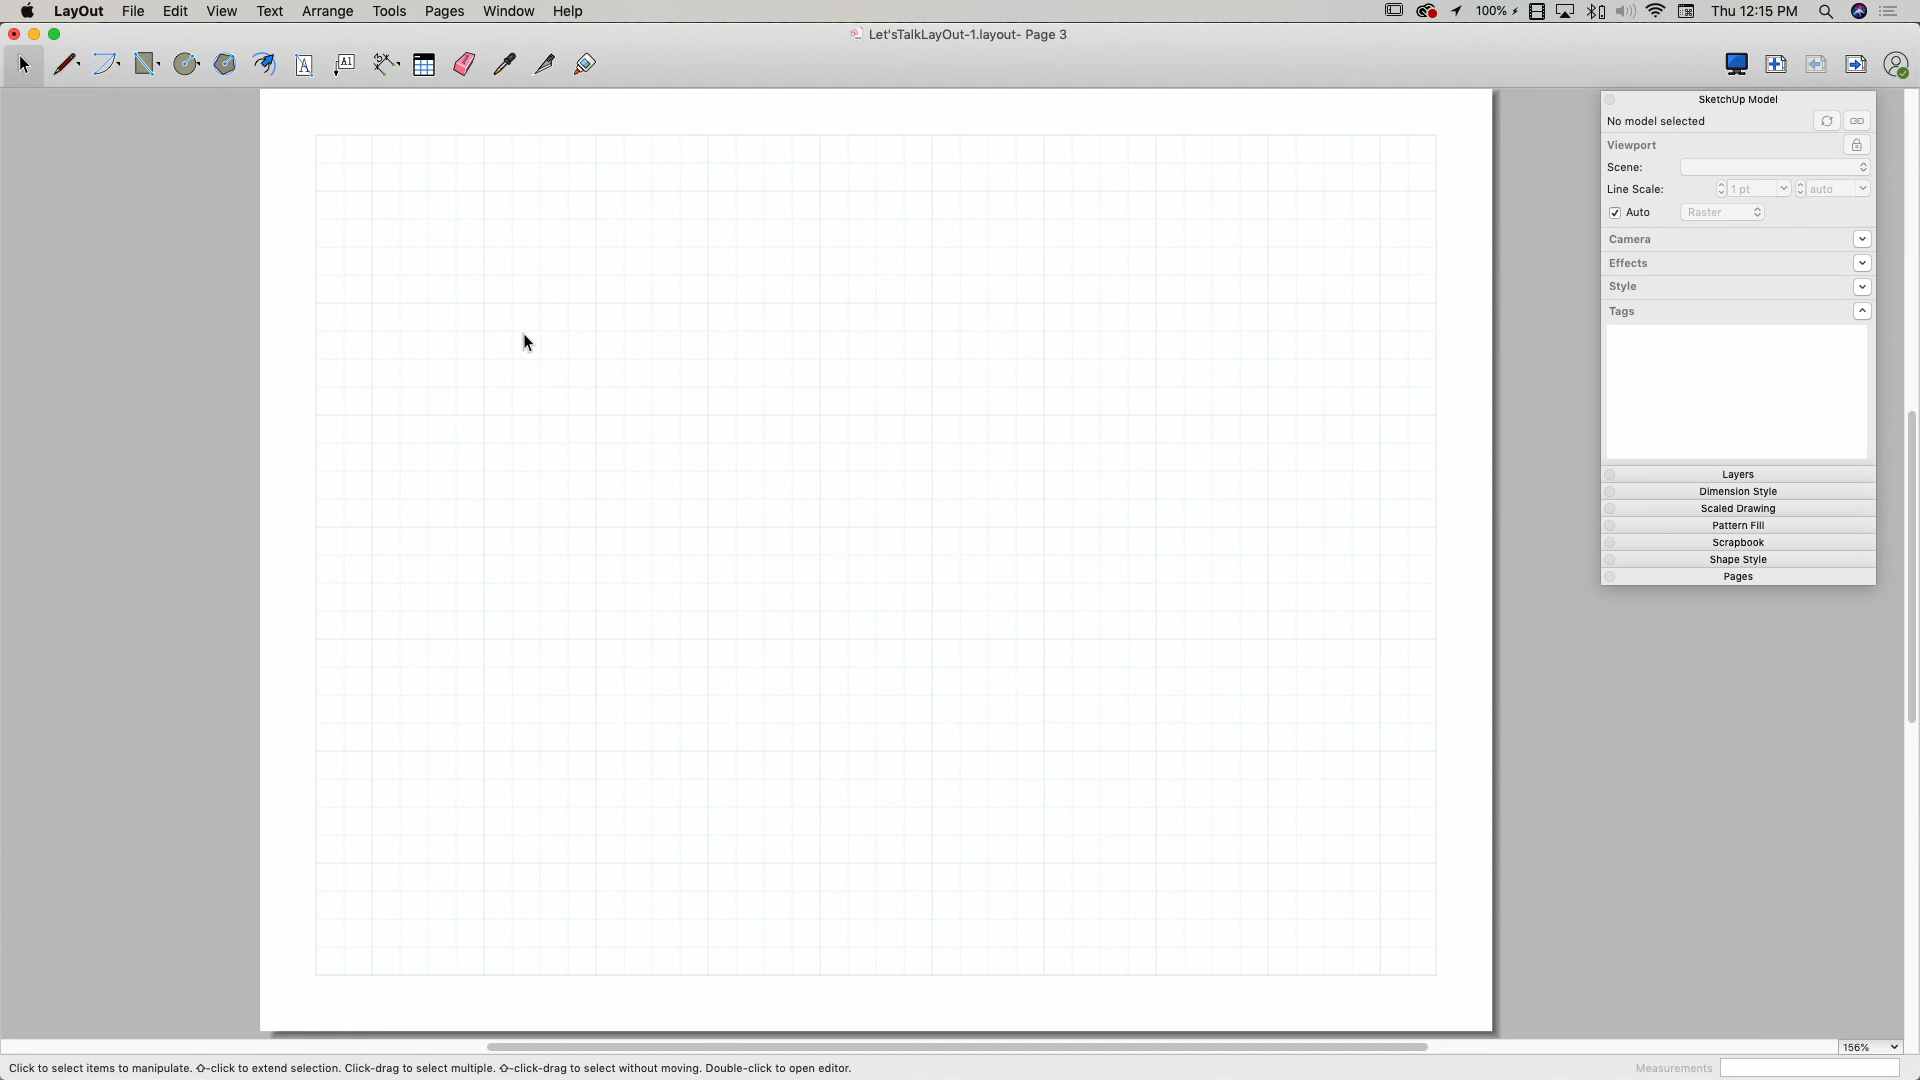 LayOut File Edit View Text Arrange Tools Pages Window Help 100% Thu 12:15 PM
Let'sTalkLayOut-1.layout- Page 3
A A1
SketchUp Model
No model selected
Viewport
Scene:
Line Scale: 1 pt auto
Auto Raster
Camera
Effects
Style
Tags
Layers
Dimension Style
Scaled Drawing
Pattern Fill
Scrapbook
Shape Style
Pages
156%
Click to select items to manipulate. ⇧-click to extend selection. Click-drag to select multiple. ⇧-click-drag to select without moving. Double-click to open editor. Measurements